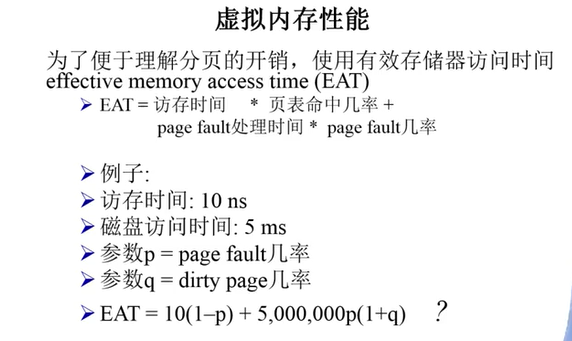 虚拟内存性能
为了便于理解分页的开销，使用有效存储器访问时间
effective memory access time (EAT)
➢ EAT = 访存时间 * 页表命中几率 +
page fault处理时间 * page fault几率
➢ 例子:
➢ 访存时间: 10 ns
➢ 磁盘访问时间: 5 ms
➢ 参数p = page fault几率
➢ 参数q = dirty page几率
➢ EAT = 10(1–p) + 5,000,000p(1+q) ?